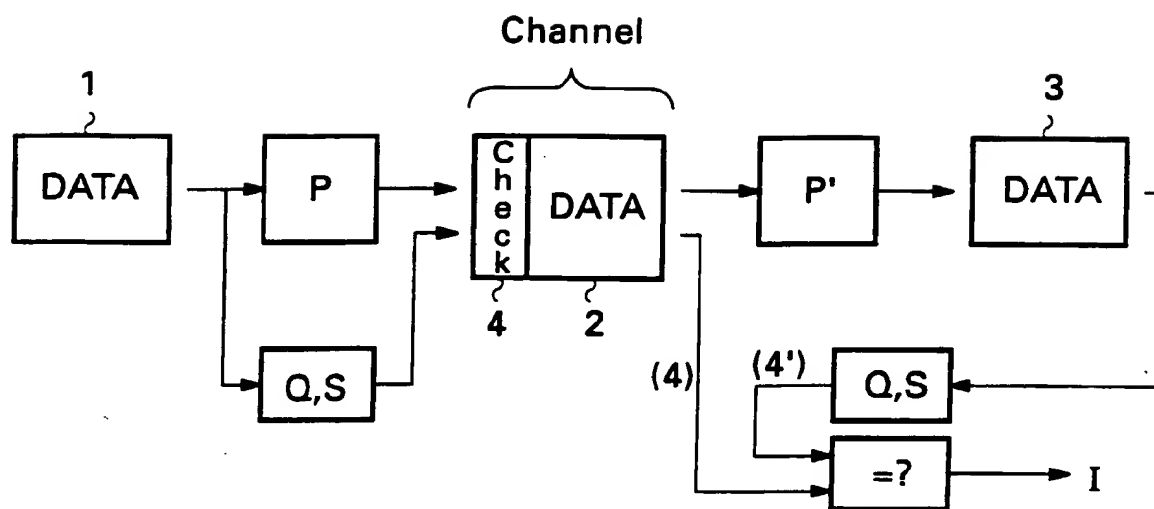 Channel
1
3
DATA
P
Check
DATA
P'
DATA
4
2
Q,S
(4)
(4')
Q,S
=?
I